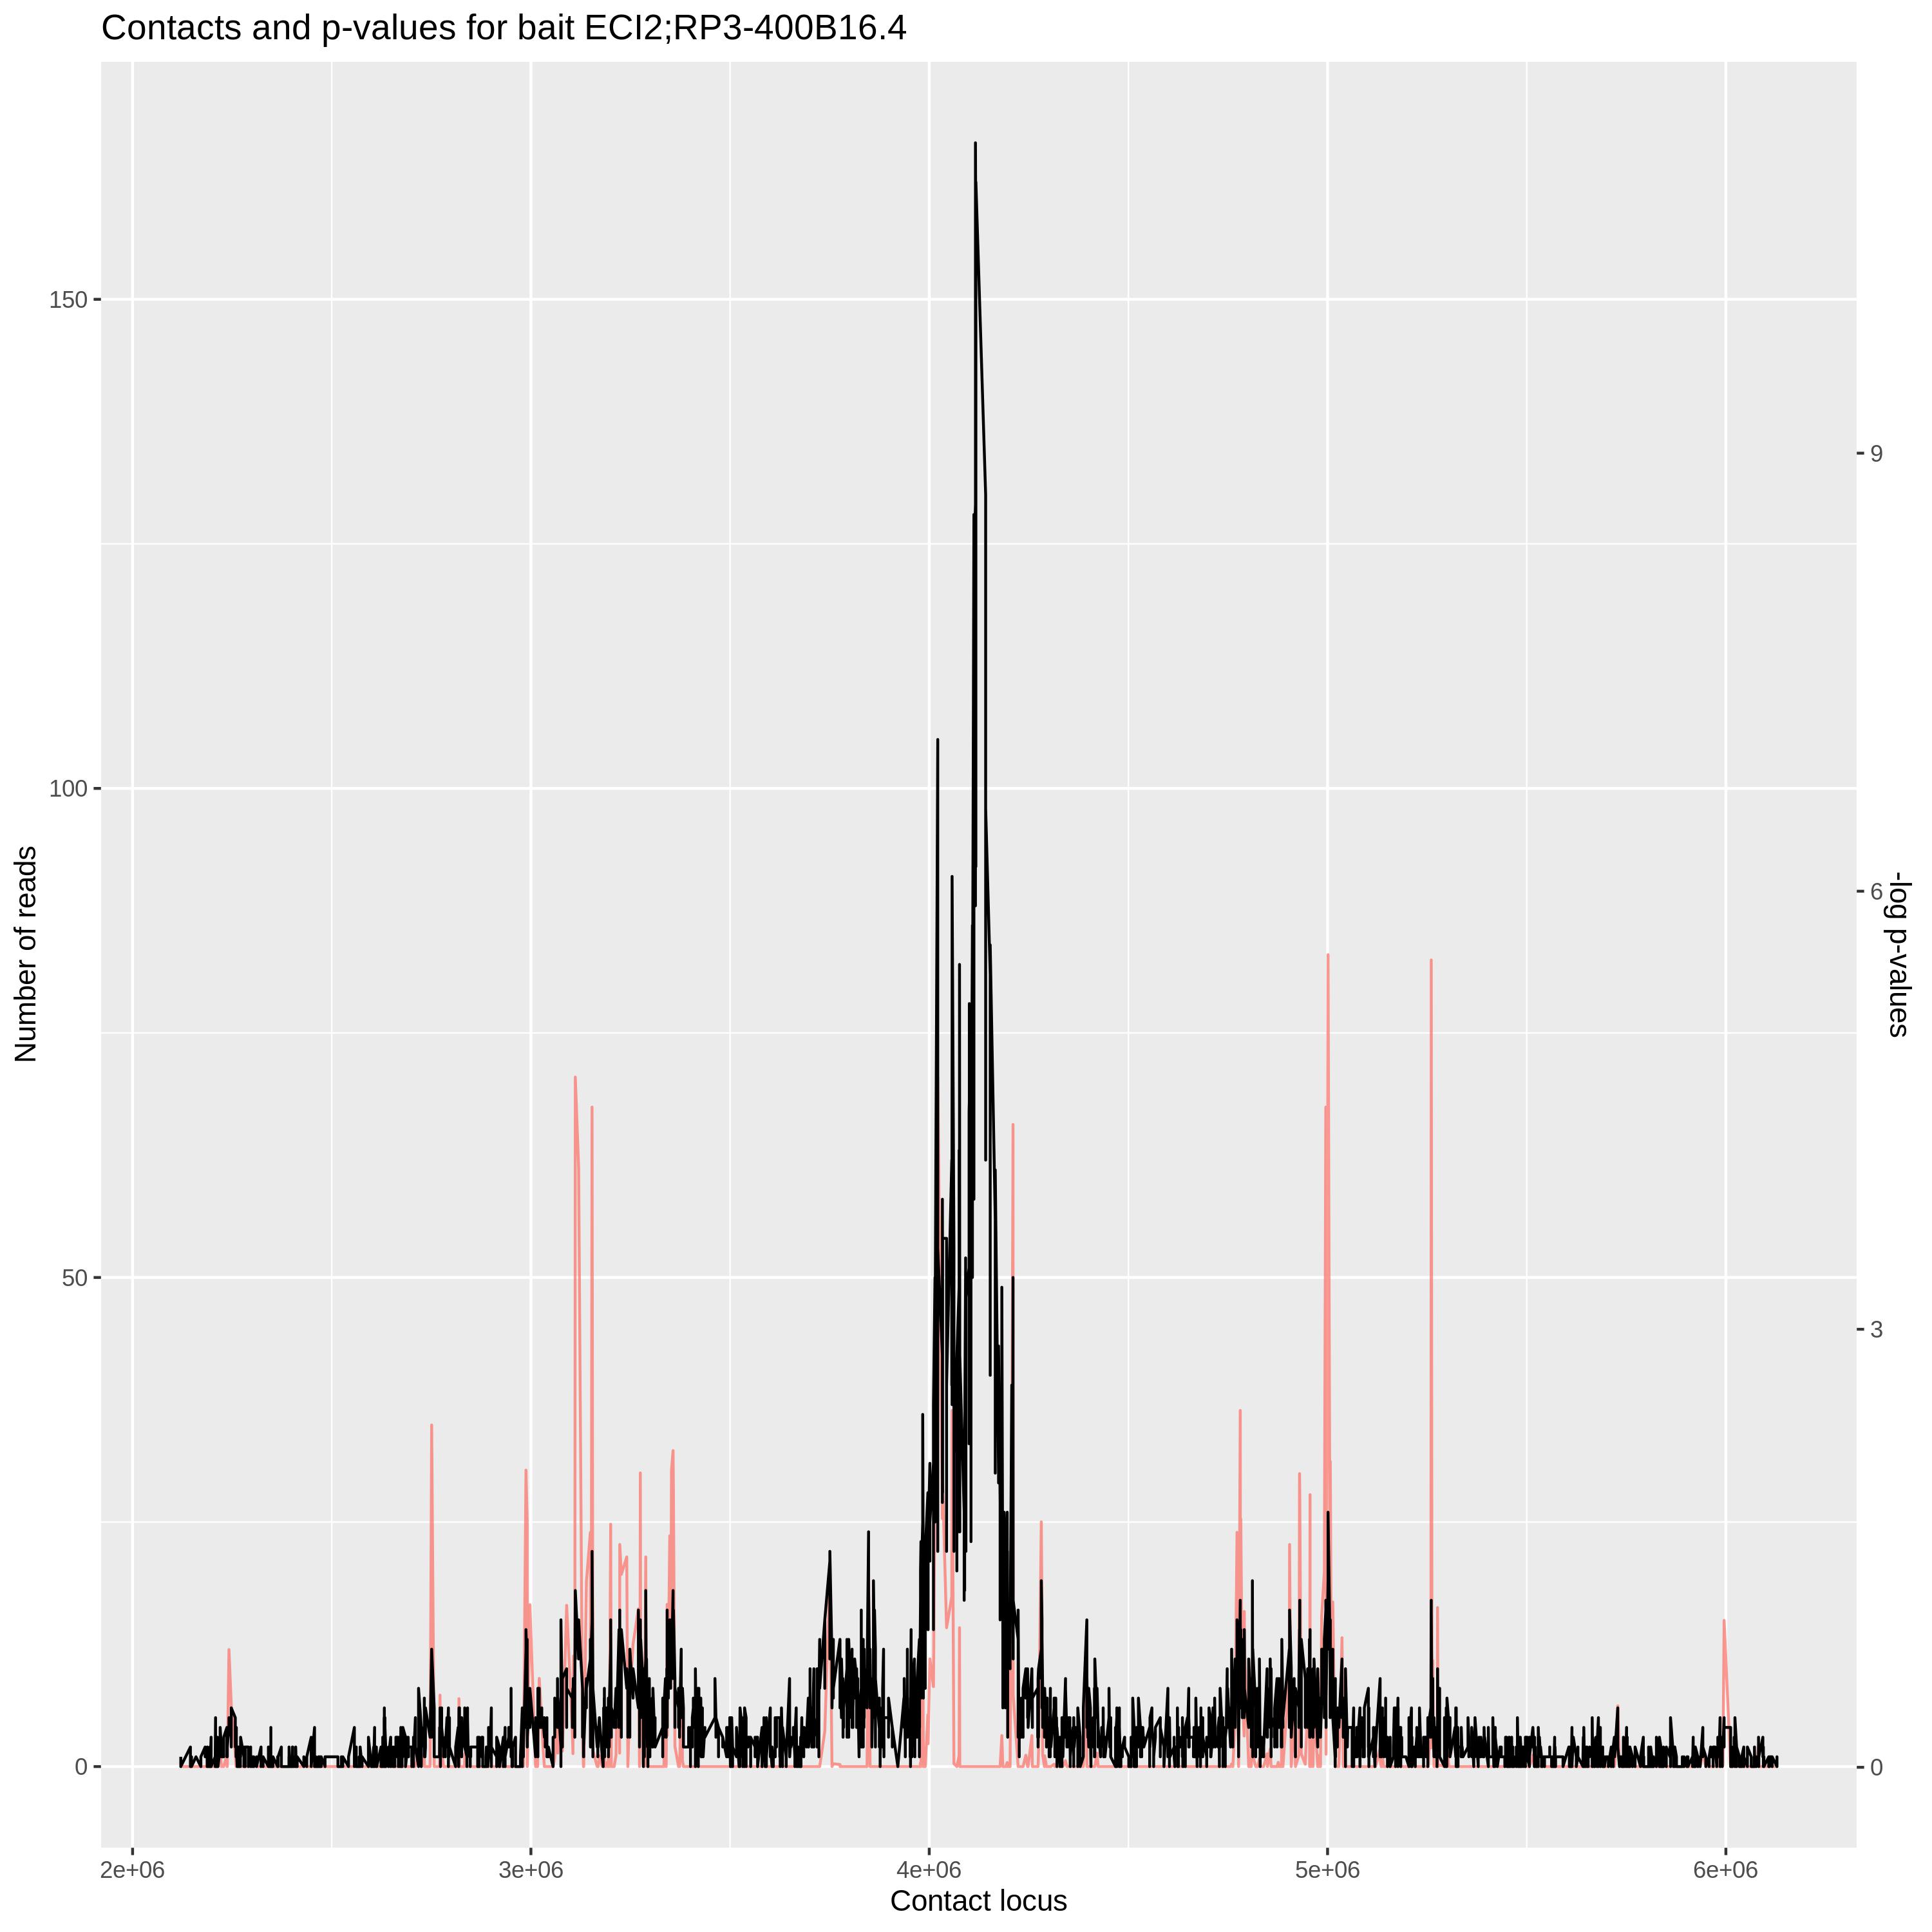 Contacts and p-values for bait ECI2;RP3-400B16.4
150
100
50
0
Number of reads
9
6
3
0
-log p-values
2e+06
3e+06
4e+06
5e+06
6e+06
Contact locus